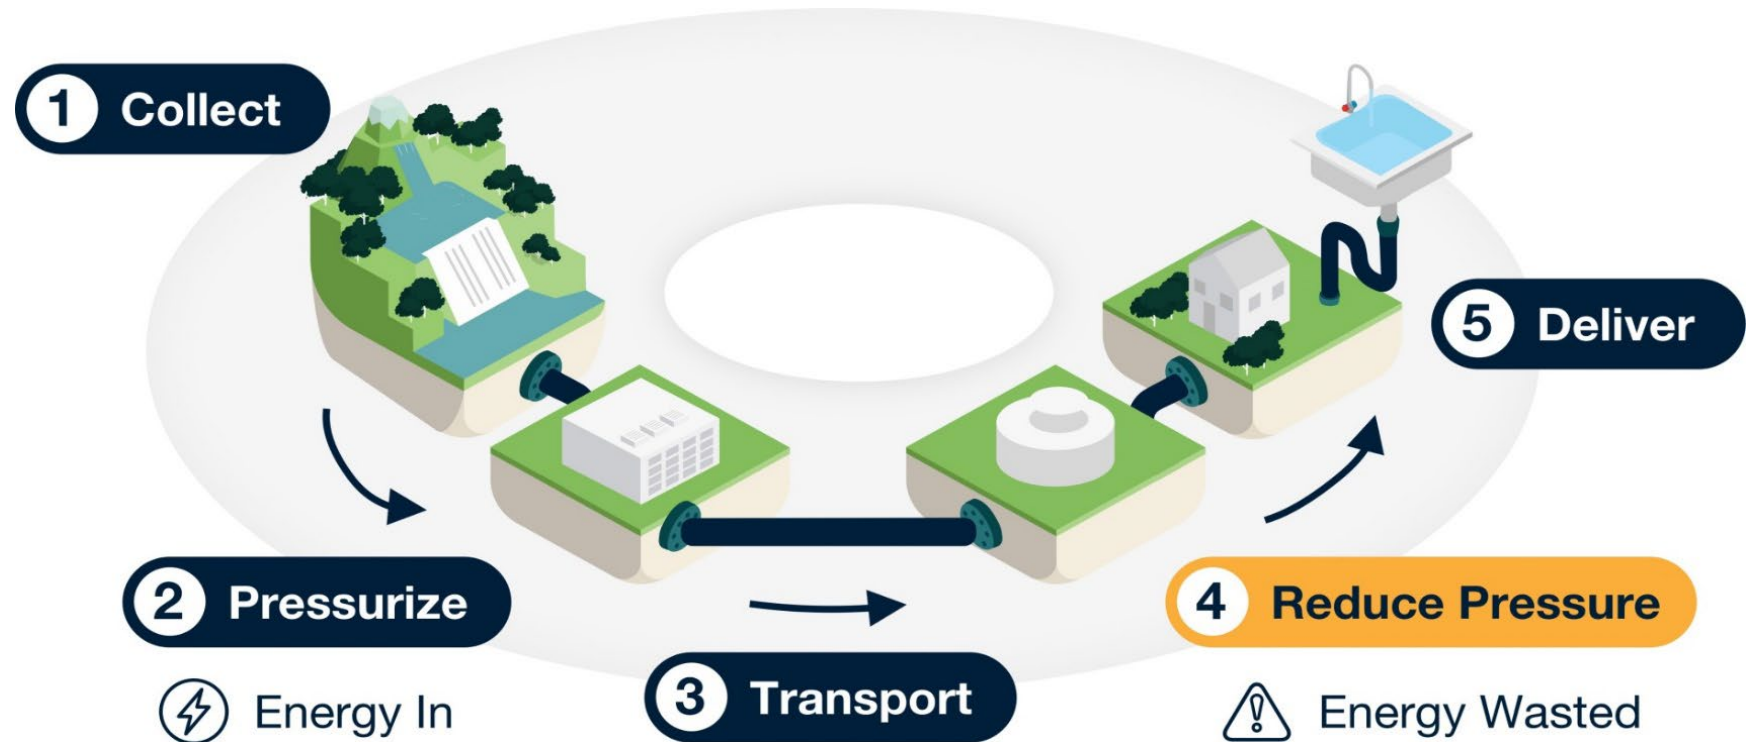 1 Collect
2 Pressurize
Energy In
3 Transport
4 Reduce Pressure
Energy Wasted
5 Deliver